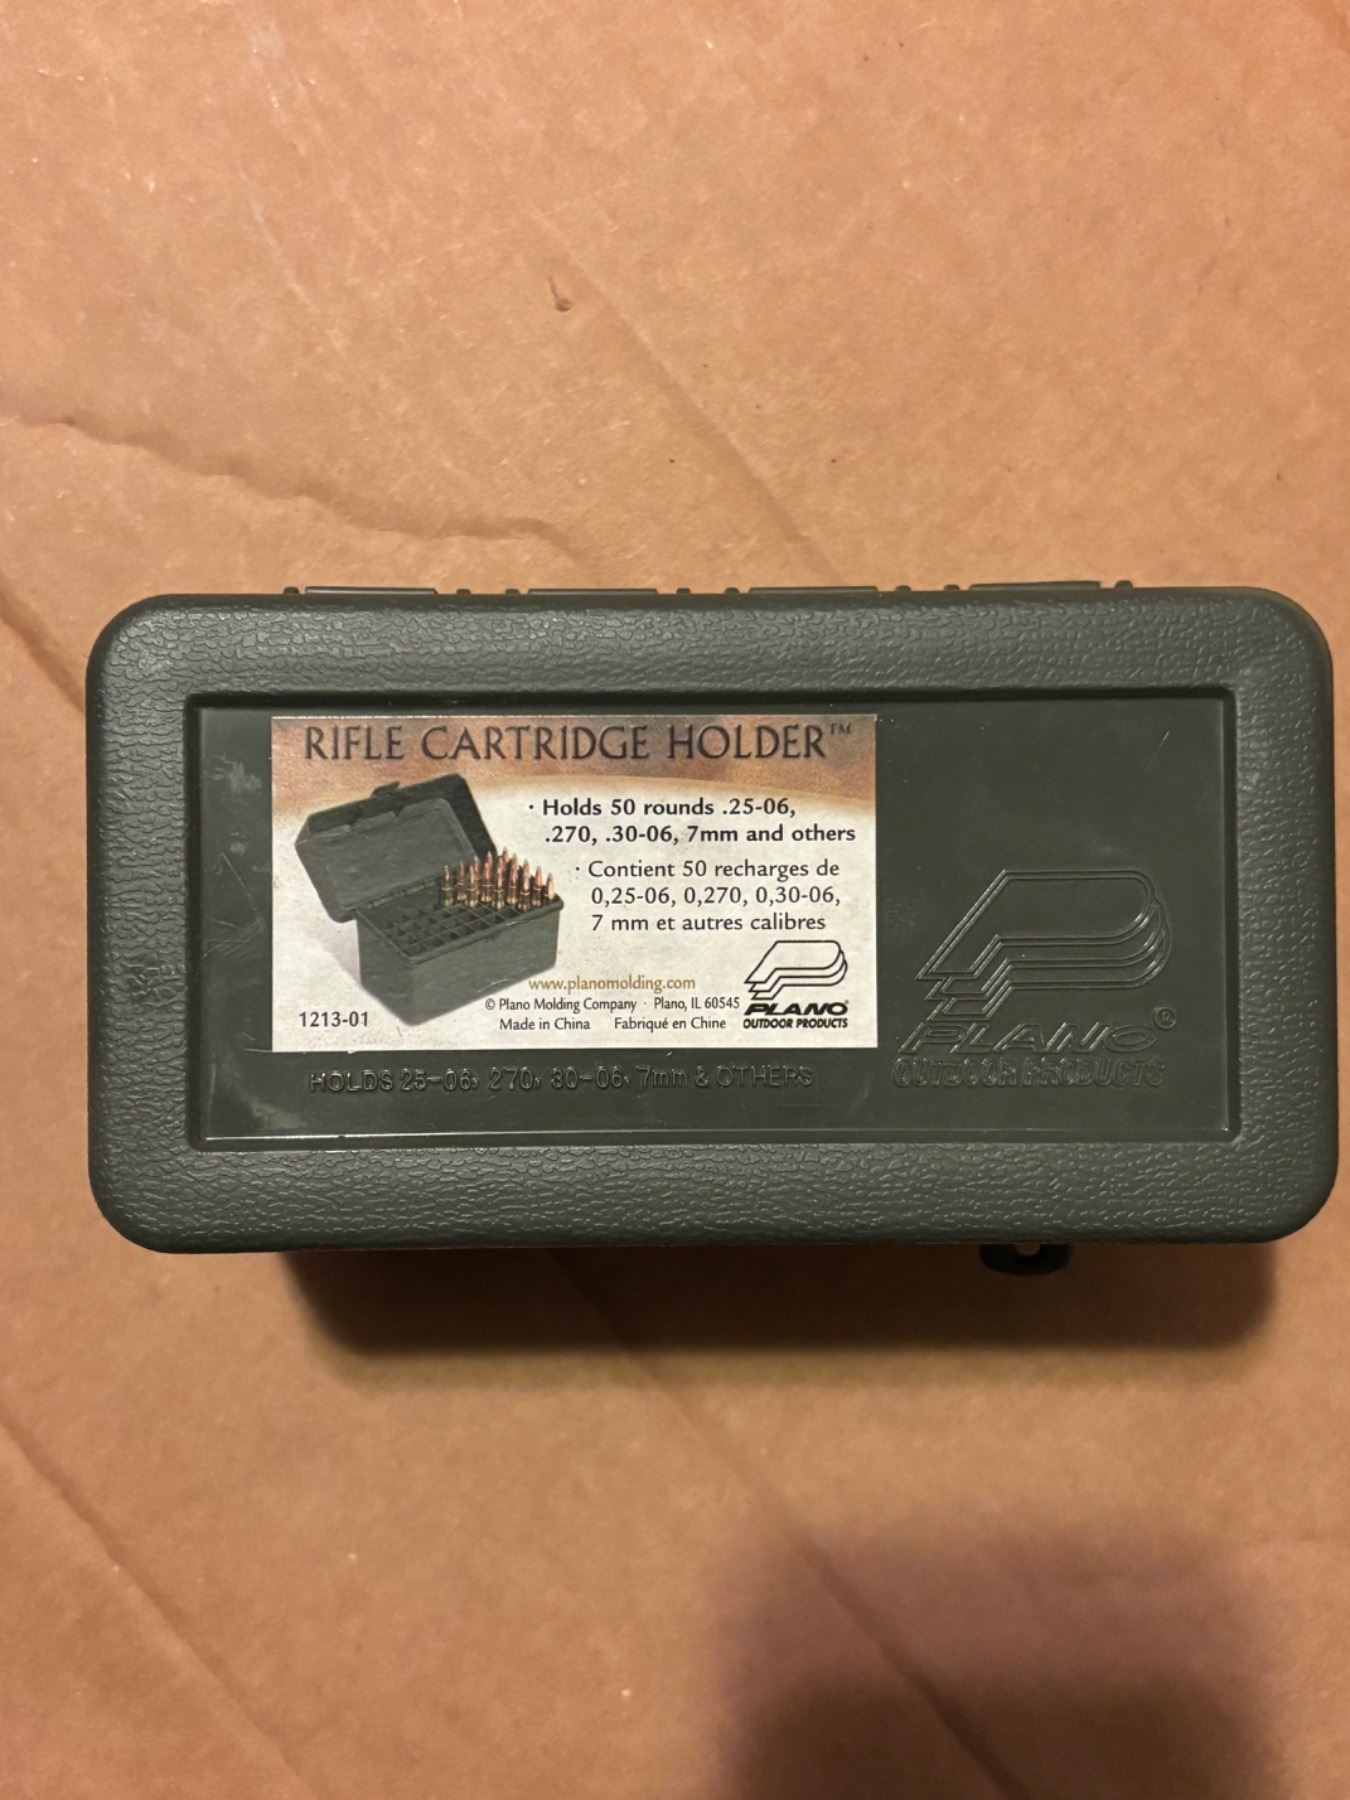 RIFLE CARTRIDGE HOLDER™
· Holds 50 rounds .25-06,
.270, .30-06, 7mm and others
· Contient 50 recharges de
0,25-06, 0,270, 0,30-06,
7 mm et autres calibres
www.planomolding.com
© Plano Molding Company · Plano, IL 60545
Made in China Fabriqué en Chine
1213-01
PLANO®
OUTDOOR PRODUCTS
HOLDS 25-06, 270, 30-06, 7mm & OTHERS
PLANO®
OUTDOOR PRODUCTS